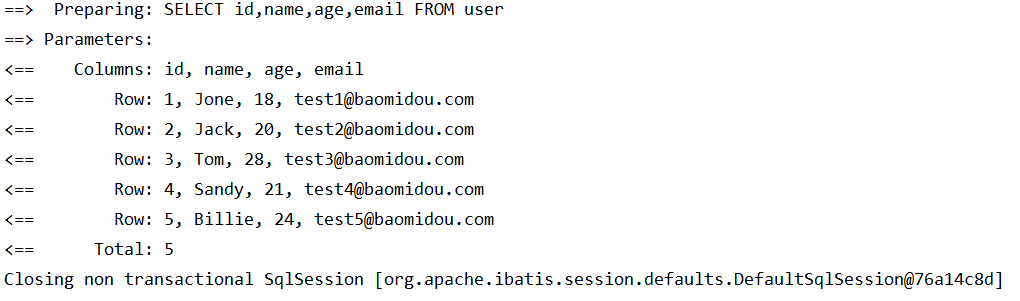 ==>  Preparing: SELECT id,name,age,email FROM user
==> Parameters:
<==    Columns: id, name, age, email
<==        Row: 1, Jone, 18, test1@baomidou.com
<==        Row: 2, Jack, 20, test2@baomidou.com
<==        Row: 3, Tom, 28, test3@baomidou.com
<==        Row: 4, Sandy, 21, test4@baomidou.com
<==        Row: 5, Billie, 24, test5@baomidou.com
<==      Total: 5
Closing non transactional SqlSession [org.apache.ibatis.session.defaults.DefaultSqlSession@76a14c8d]